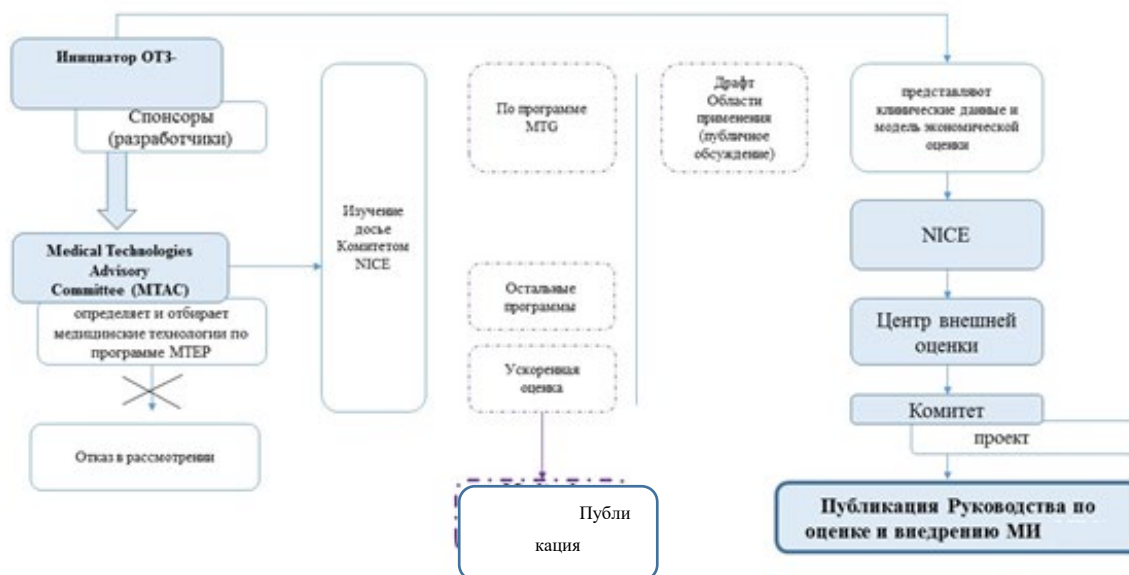 Инициатор ОТЗ-
Спонсоры
(разработчики)
Medical Technologies
Advisory
Committee (MTAC)
определяет и отбирает
медицинские технологии по
программе MTEP
Отказ в рассмотрении
Изучение
досье
Комитетом
NICE
По программе
MTG
Остальные
программы
Ускоренная
оценка
Публи
кация
Драфт
Области
применения
(публичное
обсуждение)
представляют
клинические данные и
модель экономической
оценки
NICE
Центр внешней
оценки
Комитет
проект
Публикация Руководства по
оценке и внедрению МИ